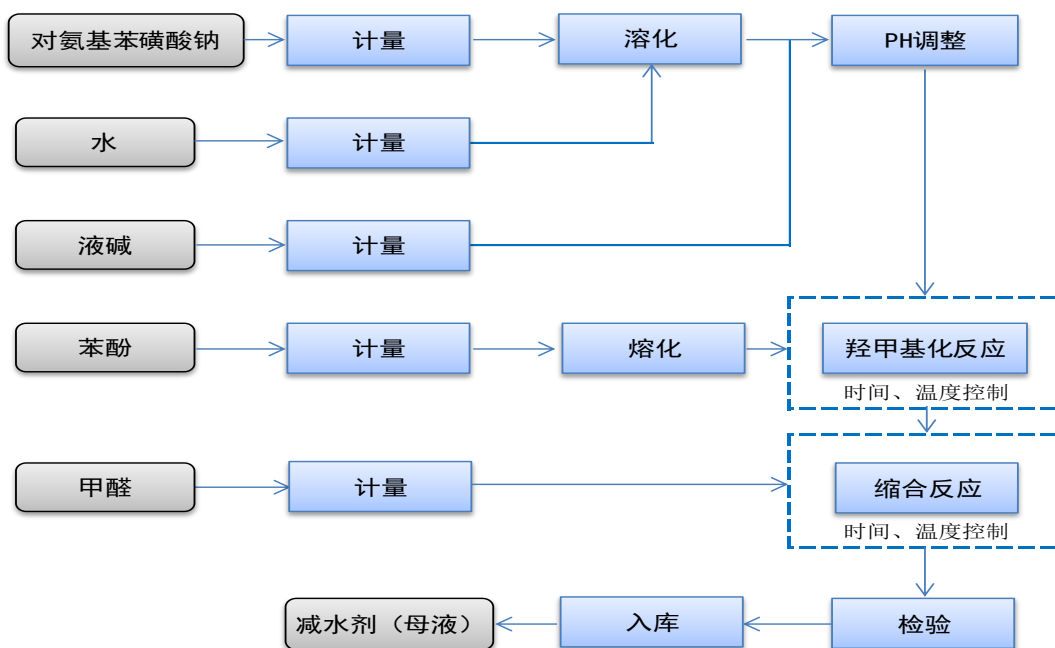 对氨基苯磺酸钠
计量
溶化
PH调整
水
计量
液碱
计量
苯酚
计量
熔化
羟甲基化反应
时间、温度控制
甲醛
计量
缩合反应
时间、温度控制
减水剂（母液）
入库
检验